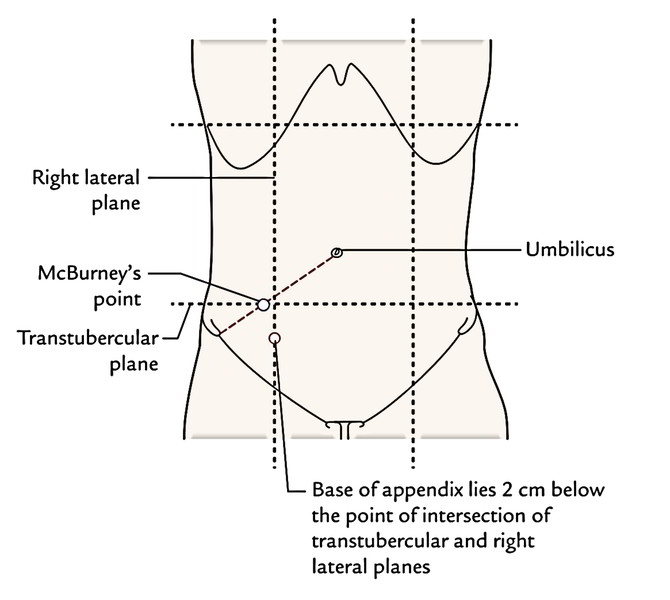 Right lateral
plane
Umbilicus
McBurney's
point
Transtubercular
plane
Base of appendix lies 2 cm below
the point of intersection of
transtubercular and right
lateral planes